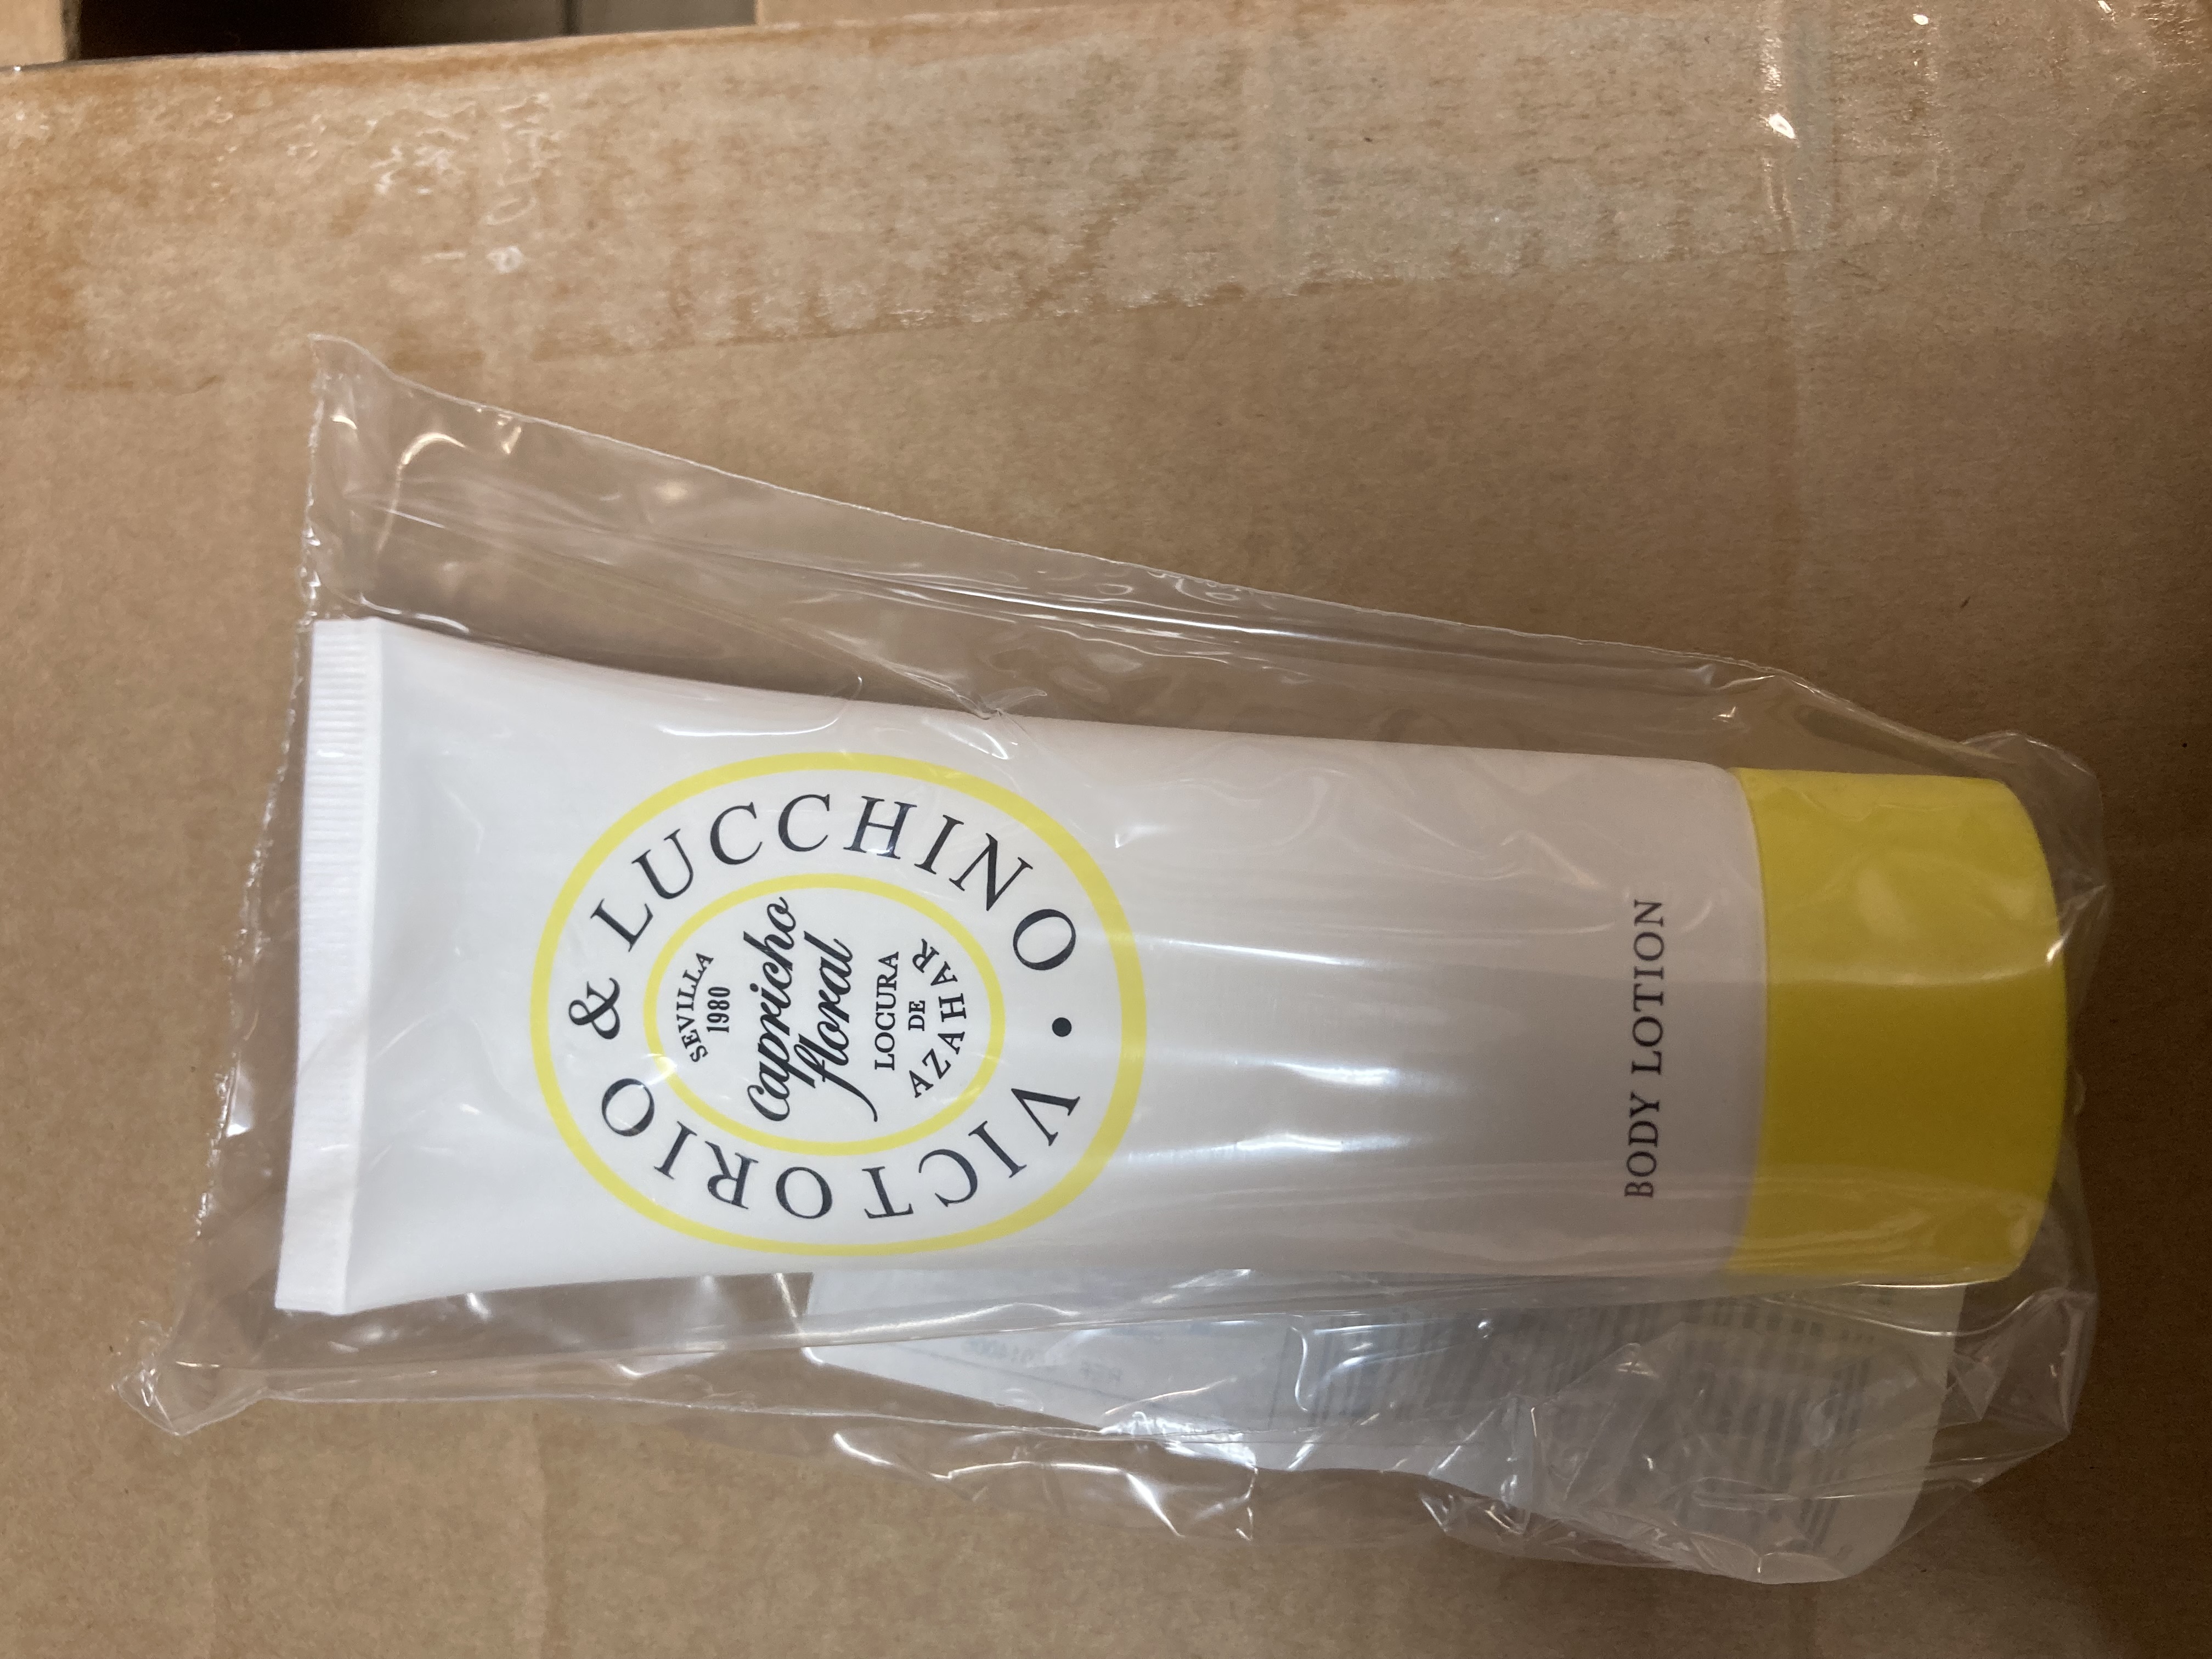 VICTORIO & LUCCHINO •
SEVILLA
1980
Capricho
floral
LOCURA
DE
AZAHAR
BODY LOTION